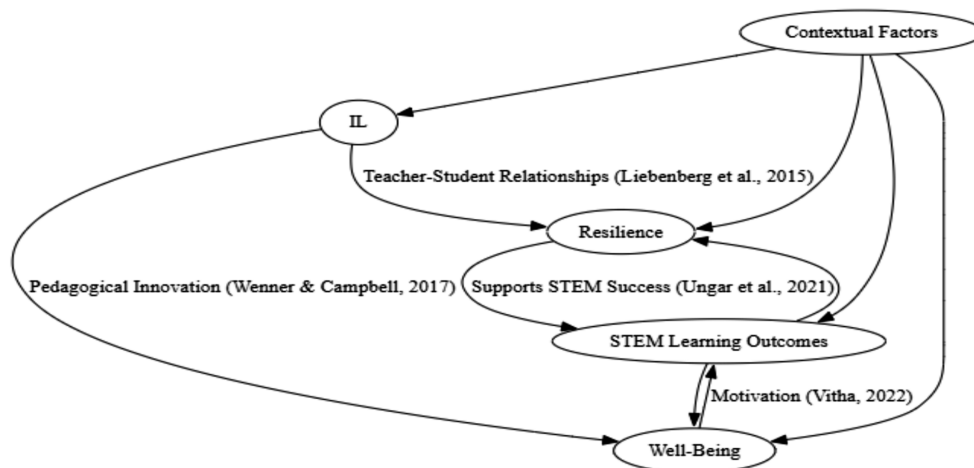 Contextual Factors
IL
Teacher-Student Relationships (Liebenberg et al., 2015)
Resilience
Pedagogical Innovation (Wenner & Campbell, 2017)
Supports STEM Success (Ungar et al., 2021)
STEM Learning Outcomes
Motivation (Vitha, 2022)
Well-Being